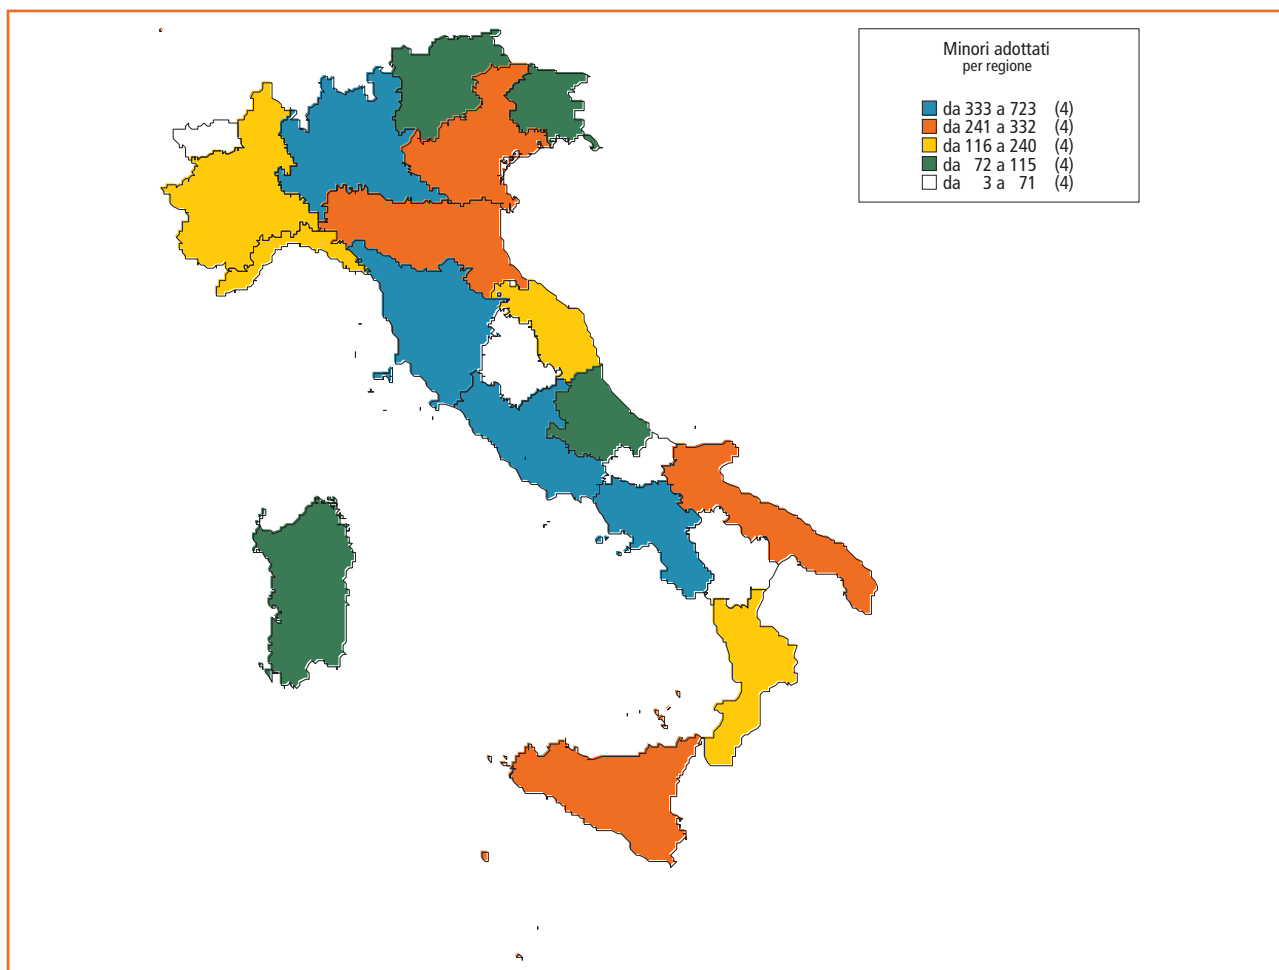 Minori adottati
per regione
da 333 a 723 (4)
da 241 a 332 (4)
da 116 a 240 (4)
da 72 a 115 (4)
da 3 a 71 (4)